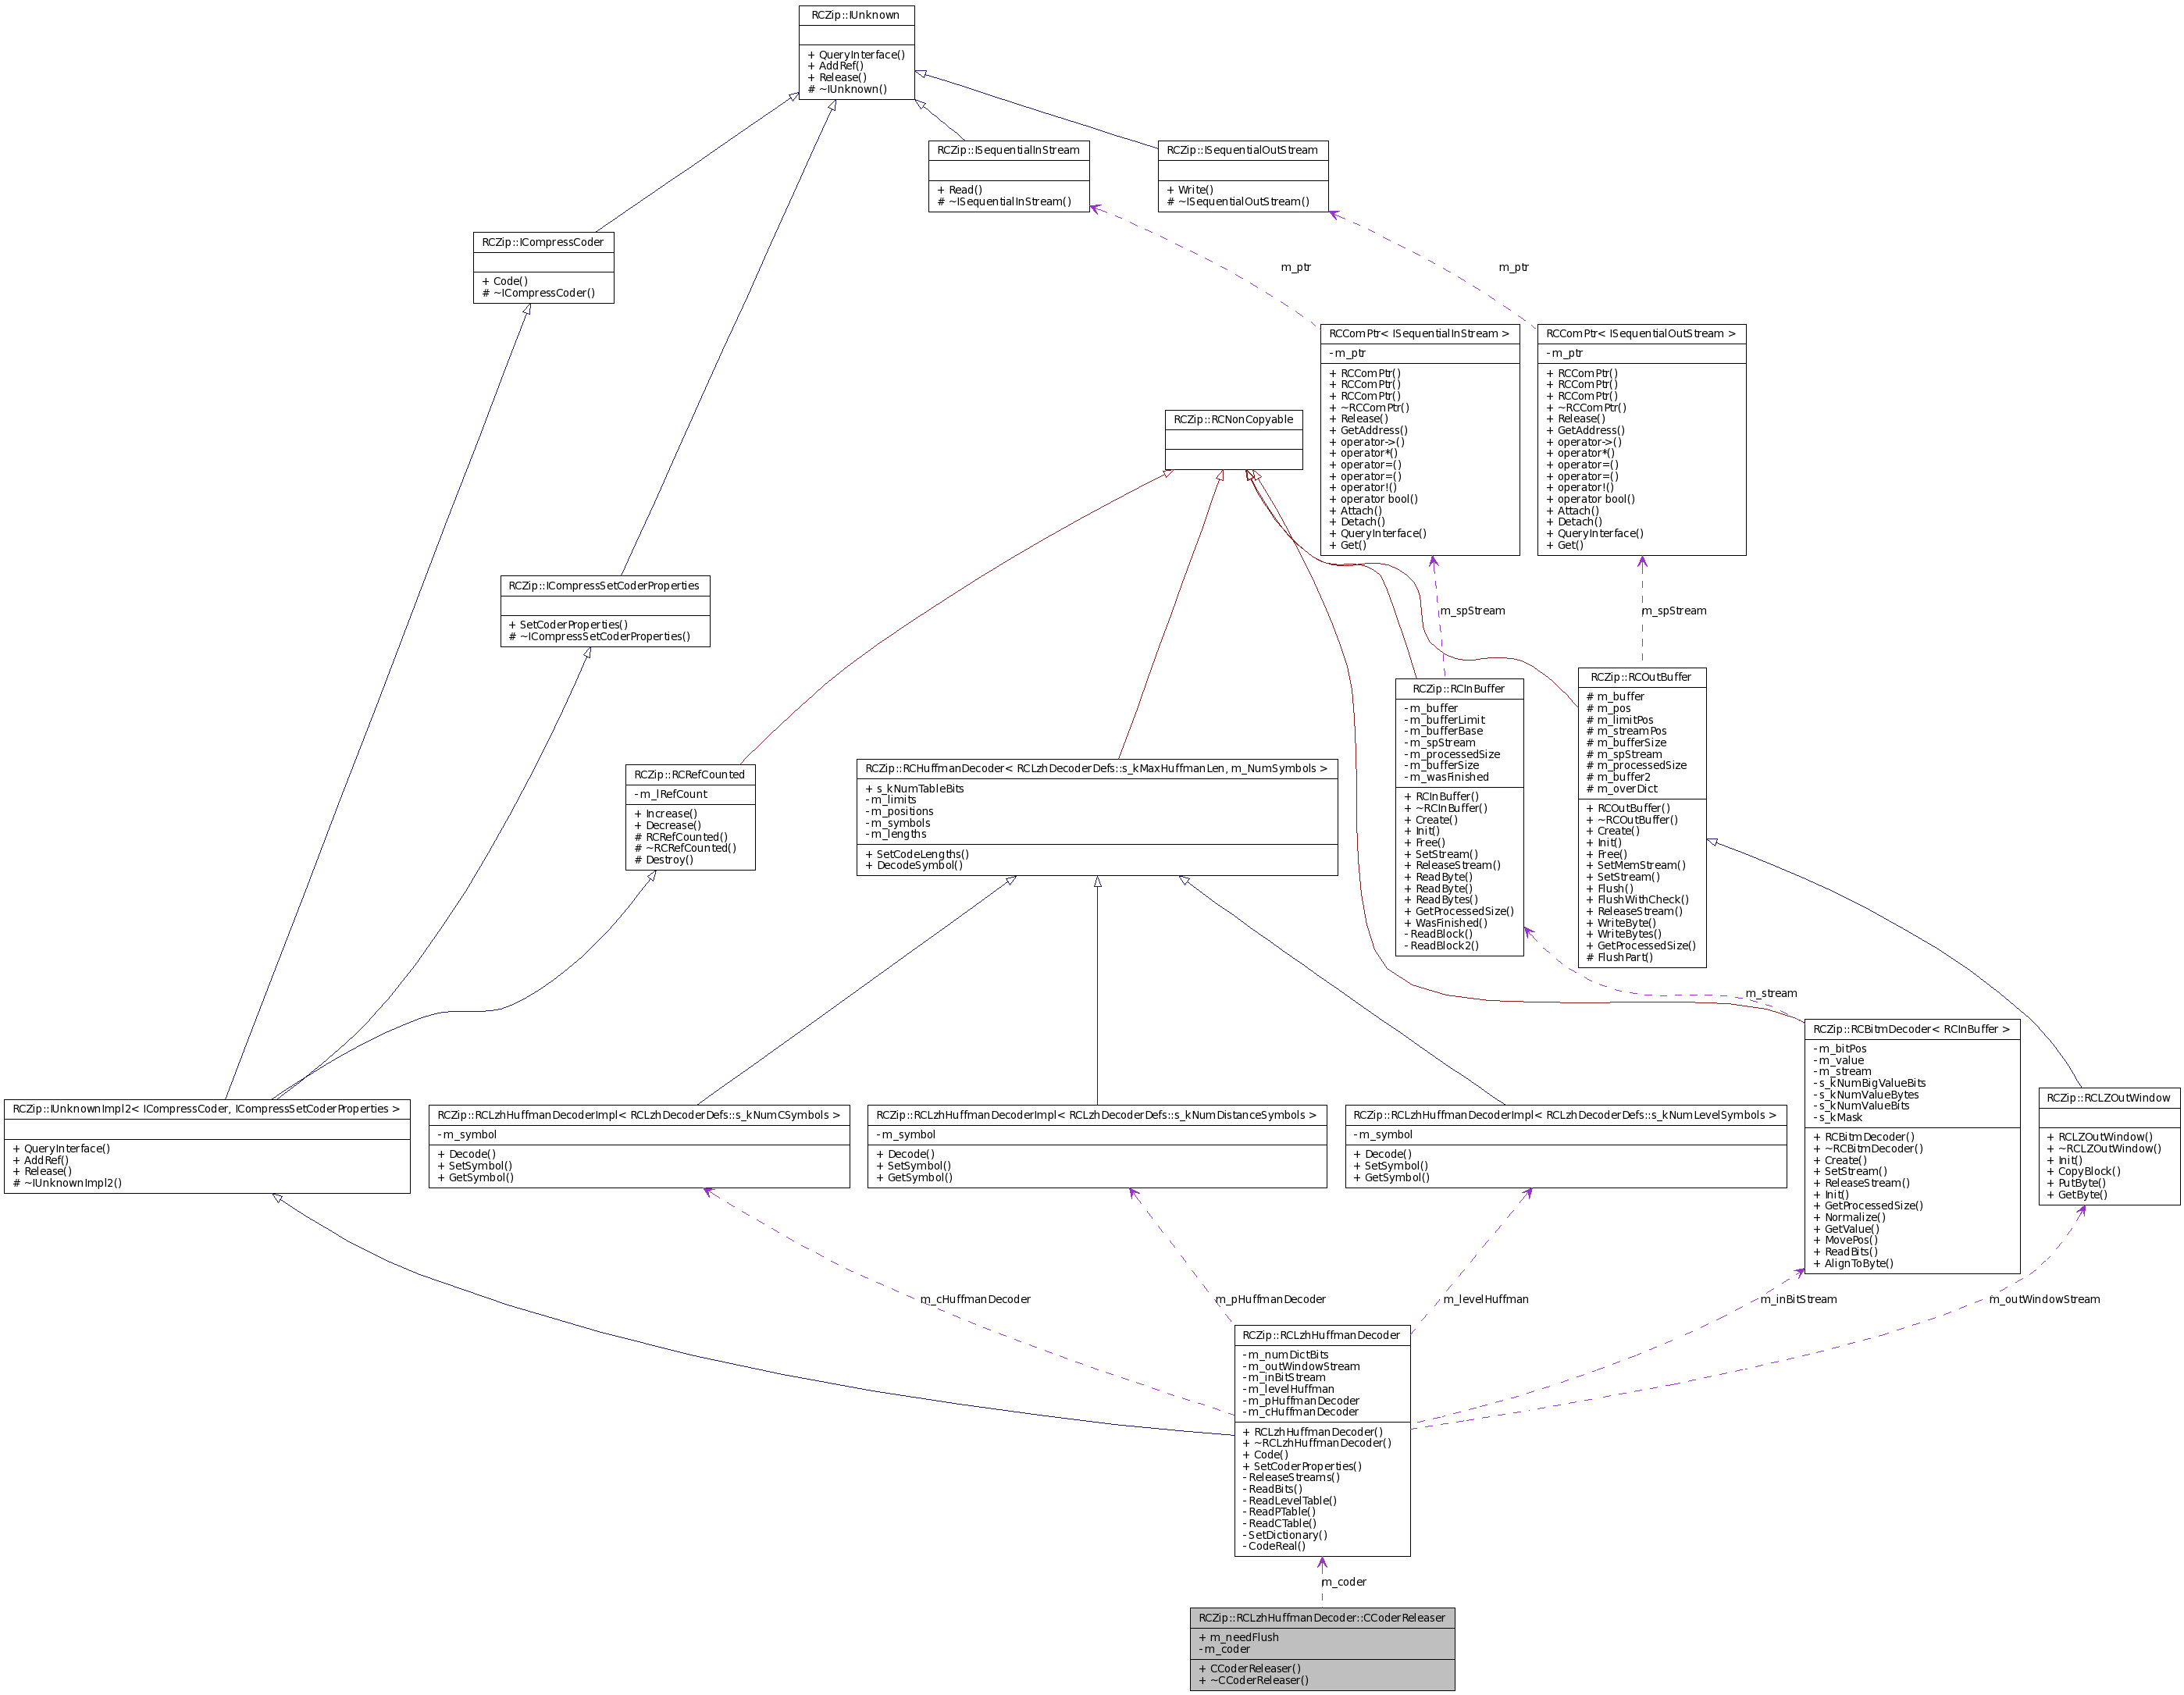 RCZip::IUnknown
+ QueryInterface()
+ AddRef()
+ Release()
# ~IUnknown()
RCZip::ISequentialInStream
+ Read()
# ~ISequentialInStream()
RCZip::ISequentialOutStream
+ Write()
# ~ISequentialOutStream()
RCZip::ICompressCoder
+ Code()
# ~ICompressCoder()
m_ptr
m_ptr
RCComPtr< ISequentialInStream >
- m_ptr
+ RCComPtr()
+ RCComPtr()
+ RCComPtr()
+ ~RCComPtr()
+ Release()
+ GetAddress()
+ operator->()
+ operator*()
+ operator=()
+ operator=()
+ operator!()
+ operator bool()
+ Attach()
+ Detach()
+ QueryInterface()
+ Get()
RCComPtr< ISequentialOutStream >
- m_ptr
+ RCComPtr()
+ RCComPtr()
+ RCComPtr()
+ ~RCComPtr()
+ Release()
+ GetAddress()
+ operator->()
+ operator*()
+ operator=()
+ operator=()
+ operator!()
+ operator bool()
+ Attach()
+ Detach()
+ QueryInterface()
+ Get()
RCZip::RCNonCopyable
RCZip::ICompressSetCoderProperties
+ SetCoderProperties()
# ~ICompressSetCoderProperties()
m_spStream
m_spStream
RCZip::RCRefCounted
- m_lRefCount
+ Increase()
+ Decrease()
# RCRefCounted()
# ~RCRefCounted()
# Destroy()
RCZip::RCHuffmanDecoder< RCLzhDecoderDefs::s_kMaxHuffmanLen, m_NumSymbols >
+ s_kNumTableBits
- m_limits
- m_positions
- m_symbols
- m_lengths
+ SetCodeLengths()
+ DecodeSymbol()
RCZip::RCInBuffer
- m_buffer
- m_bufferLimit
- m_bufferBase
- m_spStream
- m_processedSize
- m_bufferSize
- m_wasFinished
+ RCInBuffer()
+ ~RCInBuffer()
+ Create()
+ Init()
+ Free()
+ SetStream()
+ ReleaseStream()
+ ReadByte()
+ ReadByte()
+ ReadBytes()
+ GetProcessedSize()
+ WasFinished()
- ReadBlock()
- ReadBlock2()
RCZip::RCOutBuffer
# m_buffer
# m_pos
# m_limitPos
# m_streamPos
# m_bufferSize
# m_spStream
# m_processedSize
# m_buffer2
# m_overDict
+ RCOutBuffer()
+ ~RCOutBuffer()
+ Create()
+ Init()
+ Free()
+ SetMemStream()
+ SetStream()
+ Flush()
+ FlushWithCheck()
+ ReleaseStream()
+ WriteByte()
+ WriteBytes()
+ GetProcessedSize()
# FlushPart()
m_stream
RCZip::IUnknownImpl2< ICompressCoder, ICompressSetCoderProperties >
+ QueryInterface()
+ AddRef()
+ Release()
# ~IUnknownImpl2()
RCZip::RCLzhHuffmanDecoderImpl< RCLzhDecoderDefs::s_kNumCSymbols >
- m_symbol
+ Decode()
+ SetSymbol()
+ GetSymbol()
RCZip::RCLzhHuffmanDecoderImpl< RCLzhDecoderDefs::s_kNumDistanceSymbols >
- m_symbol
+ Decode()
+ SetSymbol()
+ GetSymbol()
RCZip::RCLzhHuffmanDecoderImpl< RCLzhDecoderDefs::s_kNumLevelSymbols >
- m_symbol
+ Decode()
+ SetSymbol()
+ GetSymbol()
RCZip::RCBitmDecoder< RCInBuffer >
- m_bitPos
- m_value
- m_stream
- s_kNumBigValueBits
- s_kNumValueBytes
- s_kNumValueBits
- s_kMask
+ RCBitmDecoder()
+ ~RCBitmDecoder()
+ Create()
+ SetStream()
+ ReleaseStream()
+ Init()
+ GetProcessedSize()
+ Normalize()
+ GetValue()
+ MovePos()
+ ReadBits()
+ AlignToByte()
RCZip::RCLZOutWindow
+ RCLZOutWindow()
+ ~RCLZOutWindow()
+ Init()
+ CopyBlock()
+ PutByte()
+ GetByte()
m_cHuffmanDecoder
m_pHuffmanDecoder
m_levelHuffman
m_inBitStream
m_outWindowStream
RCZip::RCLzhHuffmanDecoder
- m_numDictBits
- m_outWindowStream
- m_inBitStream
- m_levelHuffman
- m_pHuffmanDecoder
- m_cHuffmanDecoder
+ RCLzhHuffmanDecoder()
+ ~RCLzhHuffmanDecoder()
+ Code()
+ SetCoderProperties()
- ReleaseStreams()
- ReadBits()
- ReadLevelTable()
- ReadPTable()
- ReadCTable()
- SetDictionary()
- CodeReal()
m_coder
RCZip::RCLzhHuffmanDecoder::CCoderReleaser
+ m_needFlush
- m_coder
+ CCoderReleaser()
+ ~CCoderReleaser()